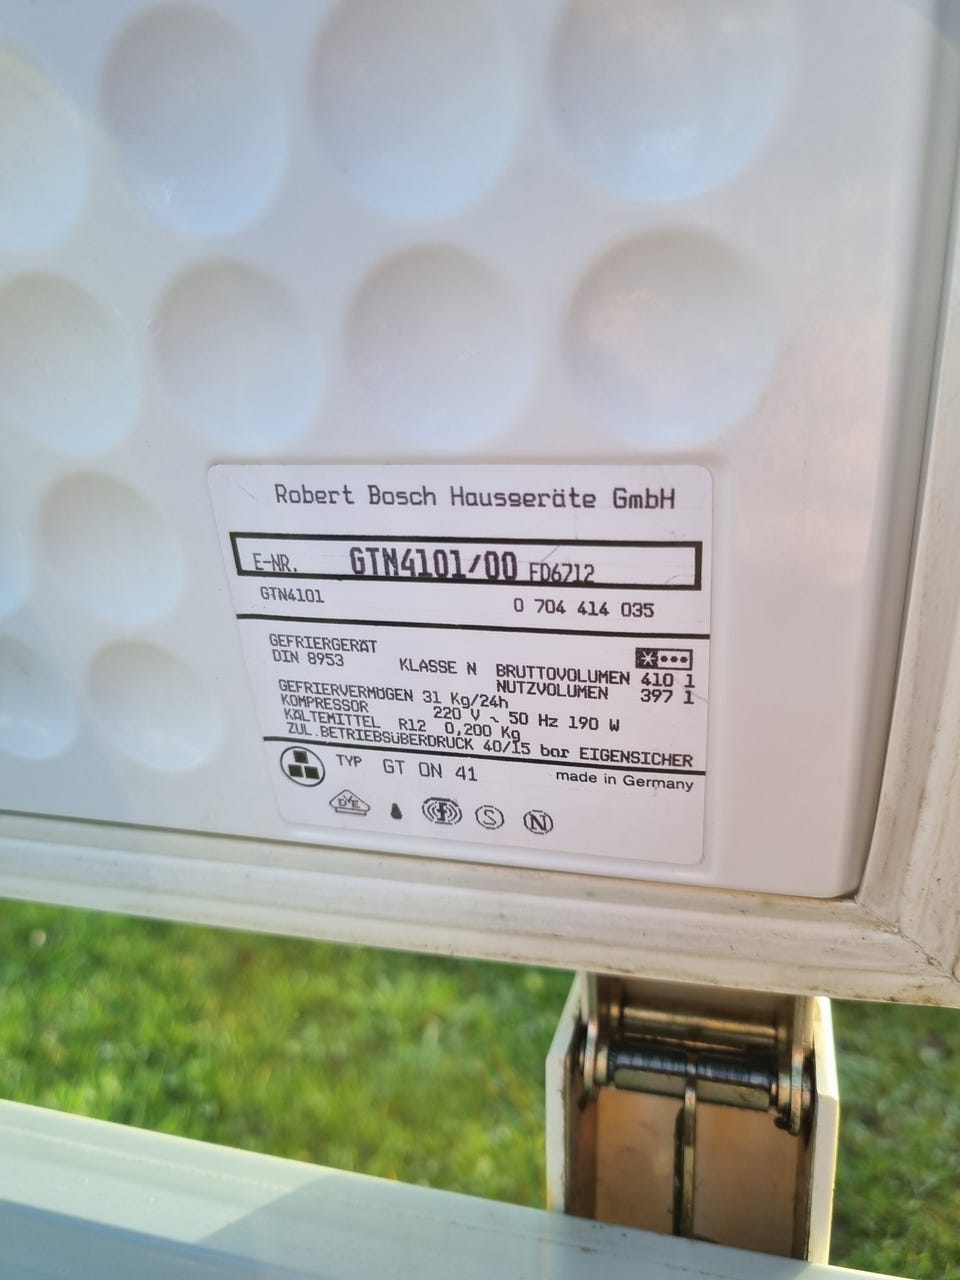 Robert Bosch Hausgeräte GmbH
E-NR. GTN4101/00 FD6712
GTN4101 0 704 414 035
GEFRIERGERÄT
DIN 8953 KLASSE N BRUTTOVOLUMEN 410 l
NUTZVOLUMEN 397 l
GEFRIERVERMÖGEN 31 Kg/24h
KOMPRESSOR 220 V ~ 50 Hz 190 W
KÄLTEMITTEL R12 0,200 Kg
ZUL.BETRIEBSÜBERDRUCK 40/15 bar EIGENSICHER
TYP GT ON 41 made in Germany
DVE F S N